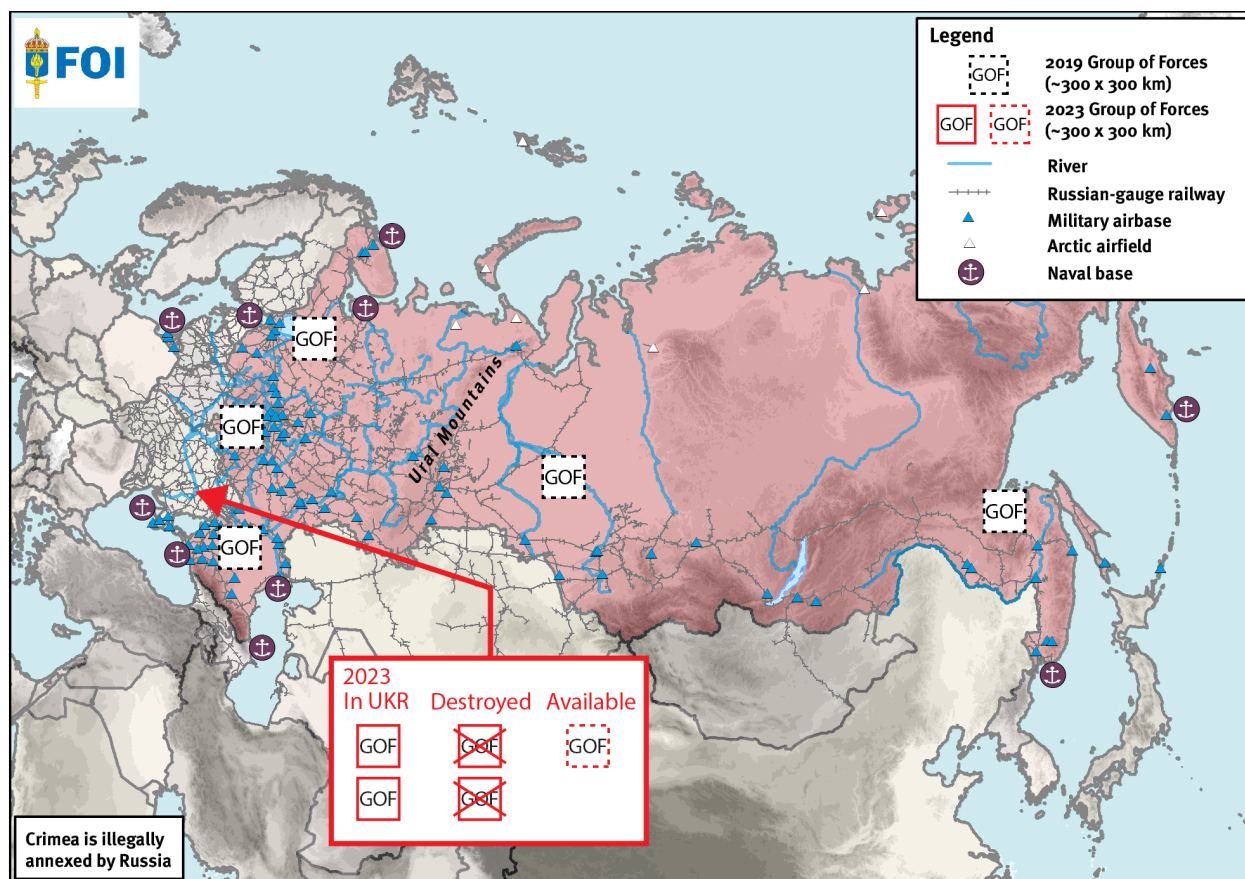 FOI
Legend
GOF
2019 Group of Forces
(~300 x 300 km)
GOF
GOF
2023 Group of Forces
(~300 x 300 km)
River
Russian-gauge railway
Military airbase
Arctic airfield
Naval base
GOF
Ural Mountains
GOF
GOF
GOF
GOF
2023
In UKR
Destroyed
Available
GOF
GOF
GOF
GOF
GOF
Crimea is illegally
annexed by Russia